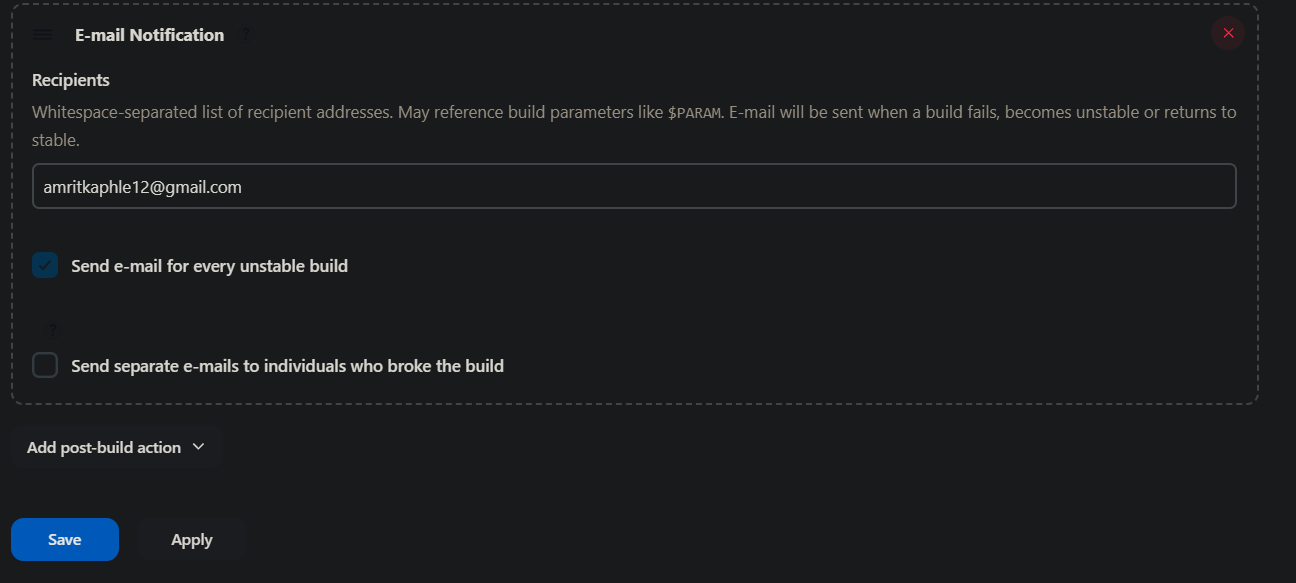 E-mail Notification ?
Recipients
Whitespace-separated list of recipient addresses. May reference build parameters like $PARAM. E-mail will be sent when a build fails, becomes unstable or returns to
stable.
amritkaphle12@gmail.com
Send e-mail for every unstable build
?
Send separate e-mails to individuals who broke the build
Add post-build action
Save Apply